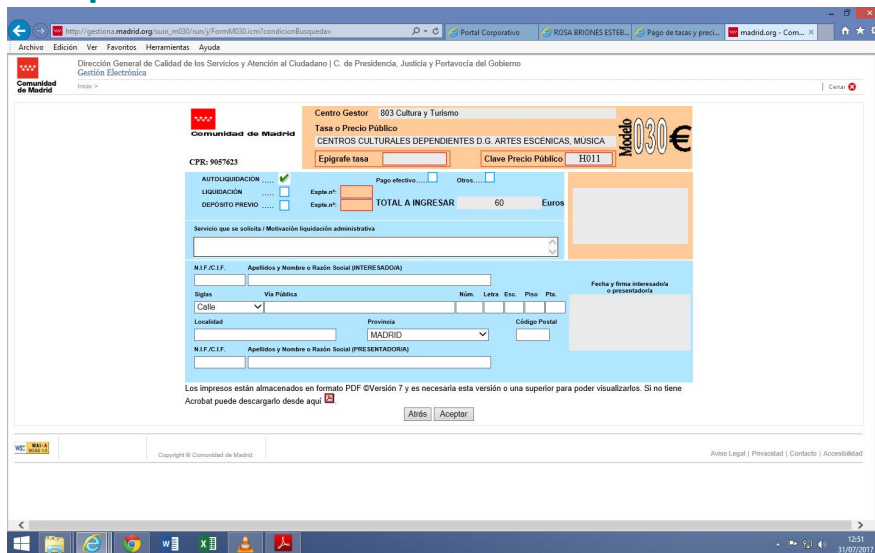 http://gestiona.madrid.org/suin_m030/run/j/FormM030.icm?condicionBusqueda=
Portal Corporativo
ROSA BRIONES ESTEB...
Pago de tasas y preci...
madrid.org - Com...
Archivo Edición Ver Favoritos Herramientas Ayuda
Dirección General de Calidad de los Servicios y Atención al Ciudadano | C. de Presidencia, Justicia y Portavocía del Gobierno
Gestión Electrónica
Comunidad de Madrid
Inicio >
Cerrar
Centro Gestor 803 Cultura y Turismo
Tasa o Precio Público
Comunidad de Madrid
CENTROS CULTURALES DEPENDIENTES D.G. ARTES ESCÉNICAS, MÚSICA
Modelo 030 €
CPR: 9057623
Epígrafe tasa
Clave Precio Público H011
AUTOLIQUIDACIÓN .....
Pago efectivo.....
Otros.....
LIQUIDACIÓN .....
Expte.nº:
DEPÓSITO PREVIO .....
Expte.nº:
TOTAL A INGRESAR 60 Euros
Servicio que se solicita / Motivación liquidación administrativa
N.I.F./C.I.F. Apellidos y Nombre o Razón Social (INTERESADO/A)
Fecha y firma interesado/a
o presentador/a
Siglas Vía Pública Núm. Letra Esc. Piso Pta.
Calle
Localidad Provincia Código Postal
MADRID
N.I.F./C.I.F. Apellidos y Nombre o Razón Social (PRESENTADOR/A)
Los impresos están almacenados en formato PDF ©Versión 7 y es necesaria esta versión o una superior para poder visualizarlos. Si no tiene
Acrobat puede descargarlo desde aquí
Atrás Aceptar
W3C WAI-A
WCAG 1.0
Copyright © Comunidad de Madrid.
Aviso Legal | Privacidad | Contacto | Accesibilidad
12:51
31/07/2017